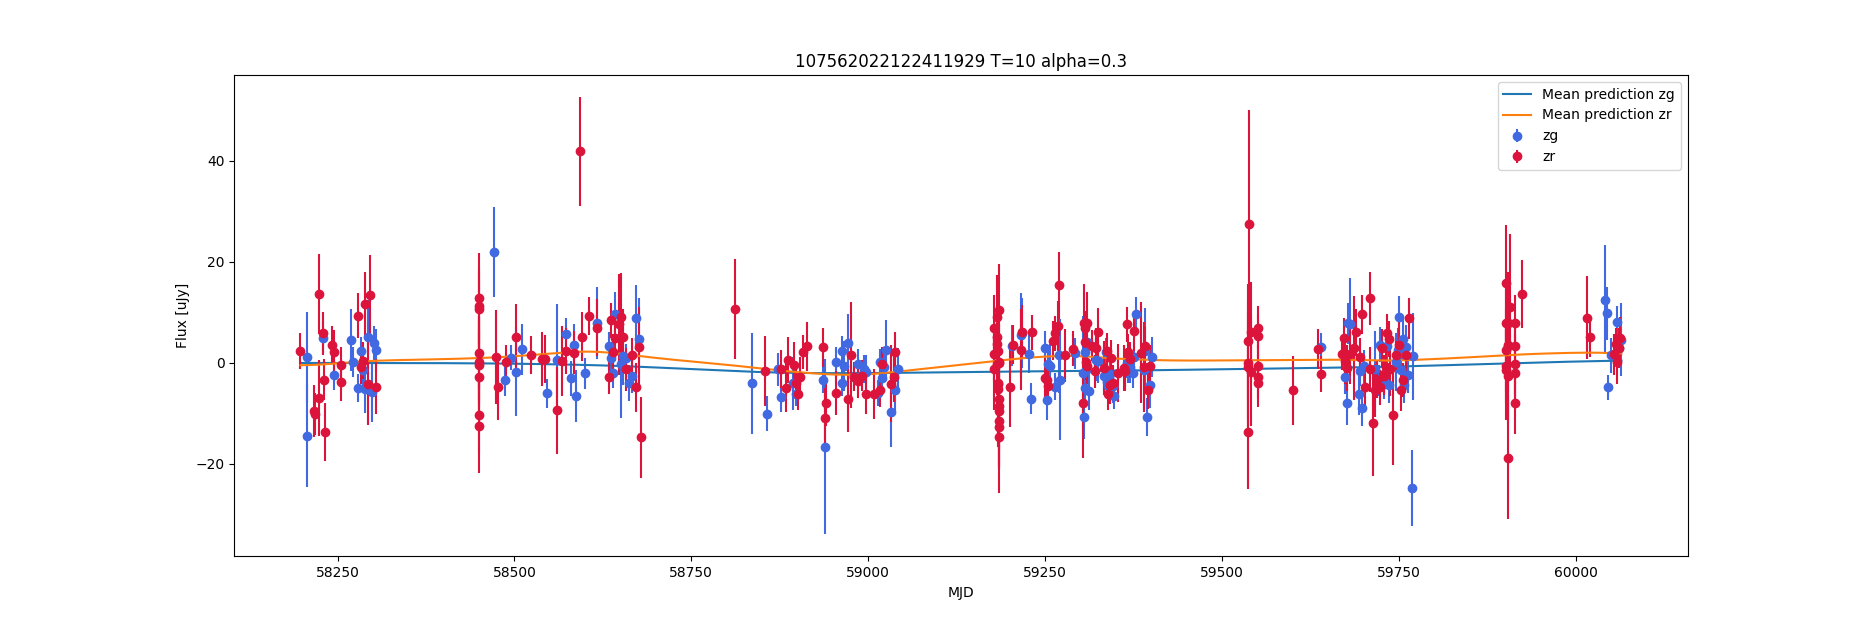 107562022122411929 T=10 alpha=0.3
Mean prediction zg
Mean prediction zr
zg
zr
Flux [uJy]
40
20
0
−20
58250 58500 58750 59000 59250 59500 59750 60000
MJD